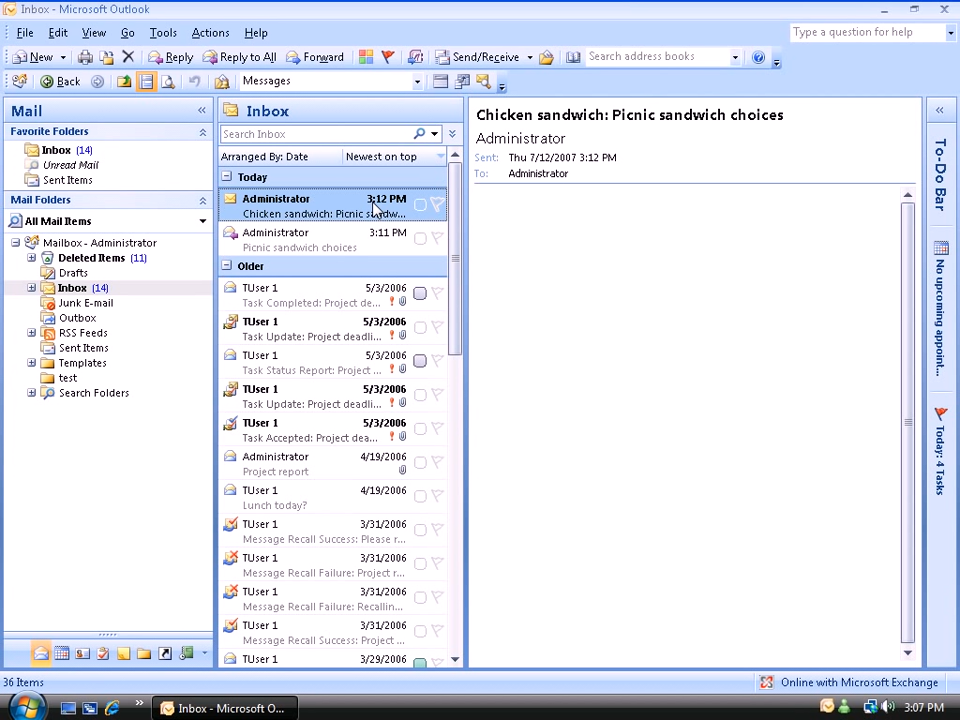 Inbox - Microsoft Outlook
File Edit View Go Tools Actions Help
Type a question for help
New Reply Reply to All Forward Send/Receive Search address books
Back Messages
Mail
Favorite Folders
Inbox (14)
Unread Mail
Sent Items
Mail Folders
All Mail Items
Mailbox - Administrator
Deleted Items (11)
Drafts
Inbox (14)
Junk E-mail
Outbox
RSS Feeds
Sent Items
Templates
test
Search Folders
Inbox
Search Inbox
Arranged By: Date Newest on top
Today
Administrator 3:12 PM
Chicken sandwich: Picnic sandw...
Administrator 3:11 PM
Picnic sandwich choices
Older
TUser 1 5/3/2006
Task Completed: Project de...
TUser 1 5/3/2006
Task Update: Project deadli...
TUser 1 5/3/2006
Task Status Report: Project ...
TUser 1 5/3/2006
Task Update: Project deadli...
TUser 1 5/3/2006
Task Accepted: Project dea...
Administrator 4/19/2006
Project report
TUser 1 4/19/2006
Lunch today?
TUser 1 3/31/2006
Message Recall Success: Please r...
TUser 1 3/31/2006
Message Recall Failure: Project r...
TUser 1 3/31/2006
Message Recall Failure: Recallin...
TUser 1 3/31/2006
Message Recall Success: Project ...
TUser 1 3/29/2006
Chicken sandwich: Picnic sandwich choices
Administrator
Sent: Thu 7/12/2007 3:12 PM
To: Administrator
To-Do Bar
No upcoming appoint...
Today: 4 Tasks
36 Items
Online with Microsoft Exchange
Inbox - Microsoft O...
3:07 PM